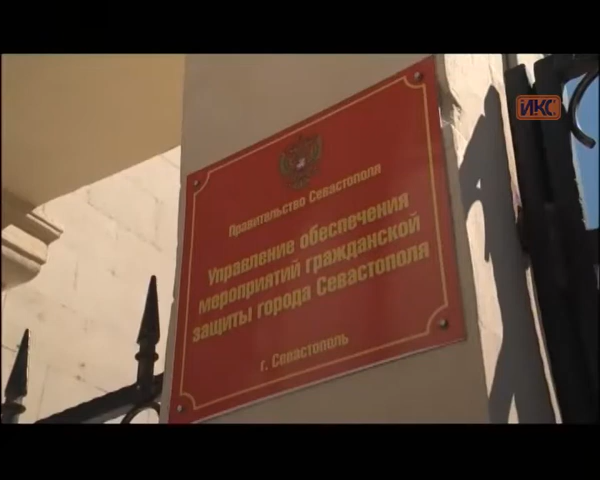 ИКС
Правительство Севастополя
Управление обеспечения
мероприятий гражданской
защиты города Севастополя
г. Севастополь